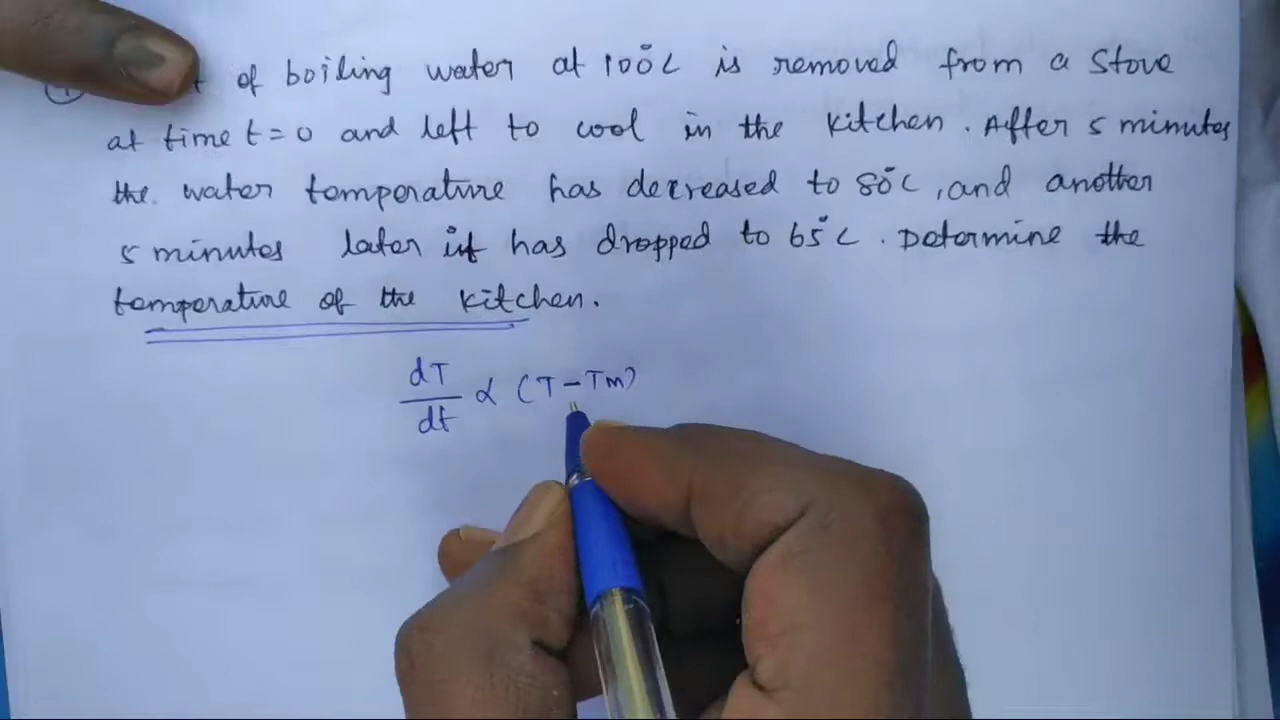 of boiling water at 100°C is removed from a stove
at time t=0 and left to cool in the kitchen. After 5 minutes
the water temperature has decreased to 80°C, and another
5 minutes later it has dropped to 65°C. Determine the
temperature of the kitchen.
dT/dt ∝ (T-Tm)